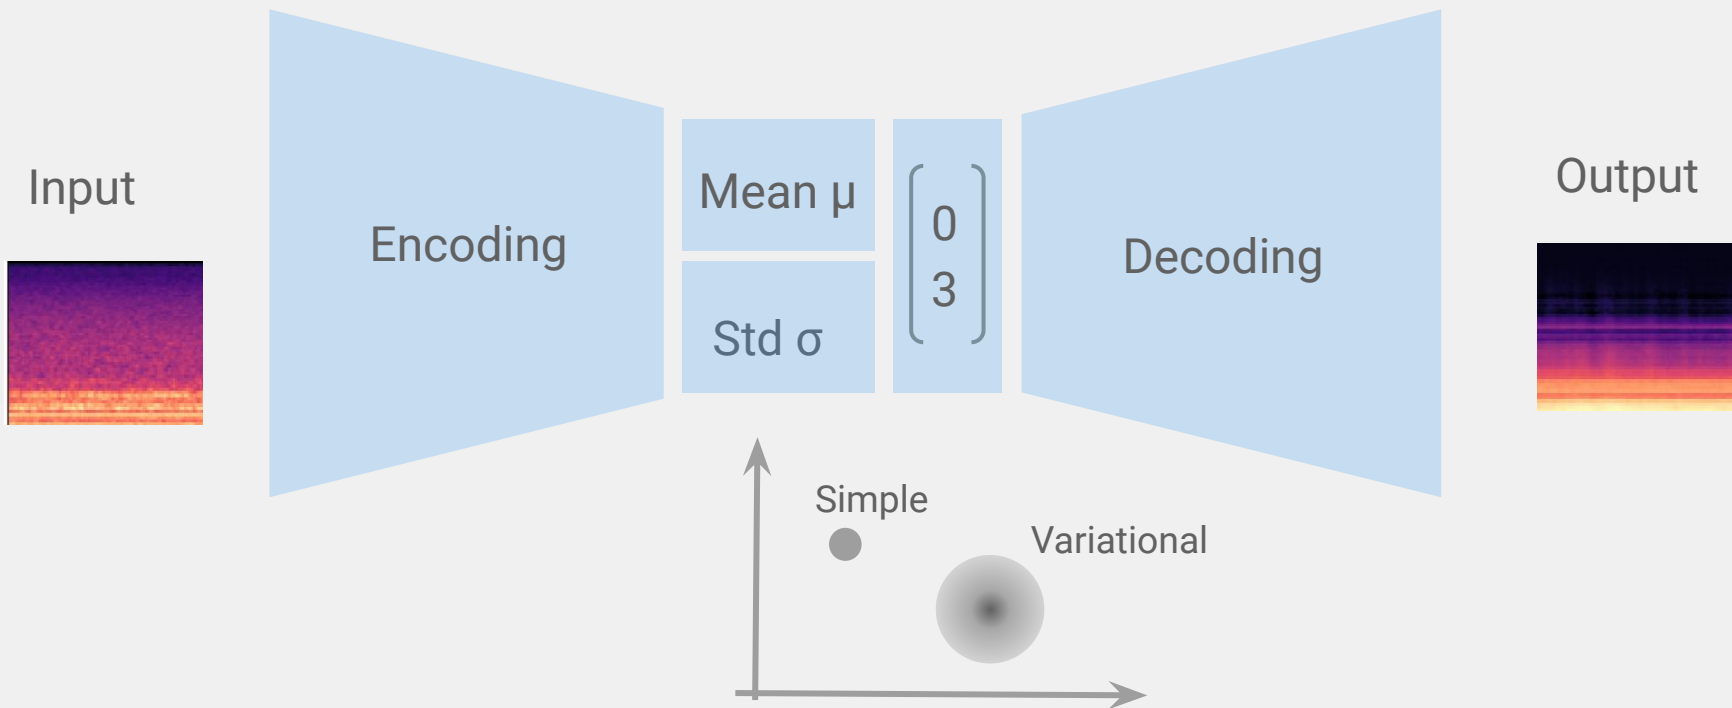 Input
Encoding
Mean μ
Std σ
0
3
Decoding
Output
Simple
Variational